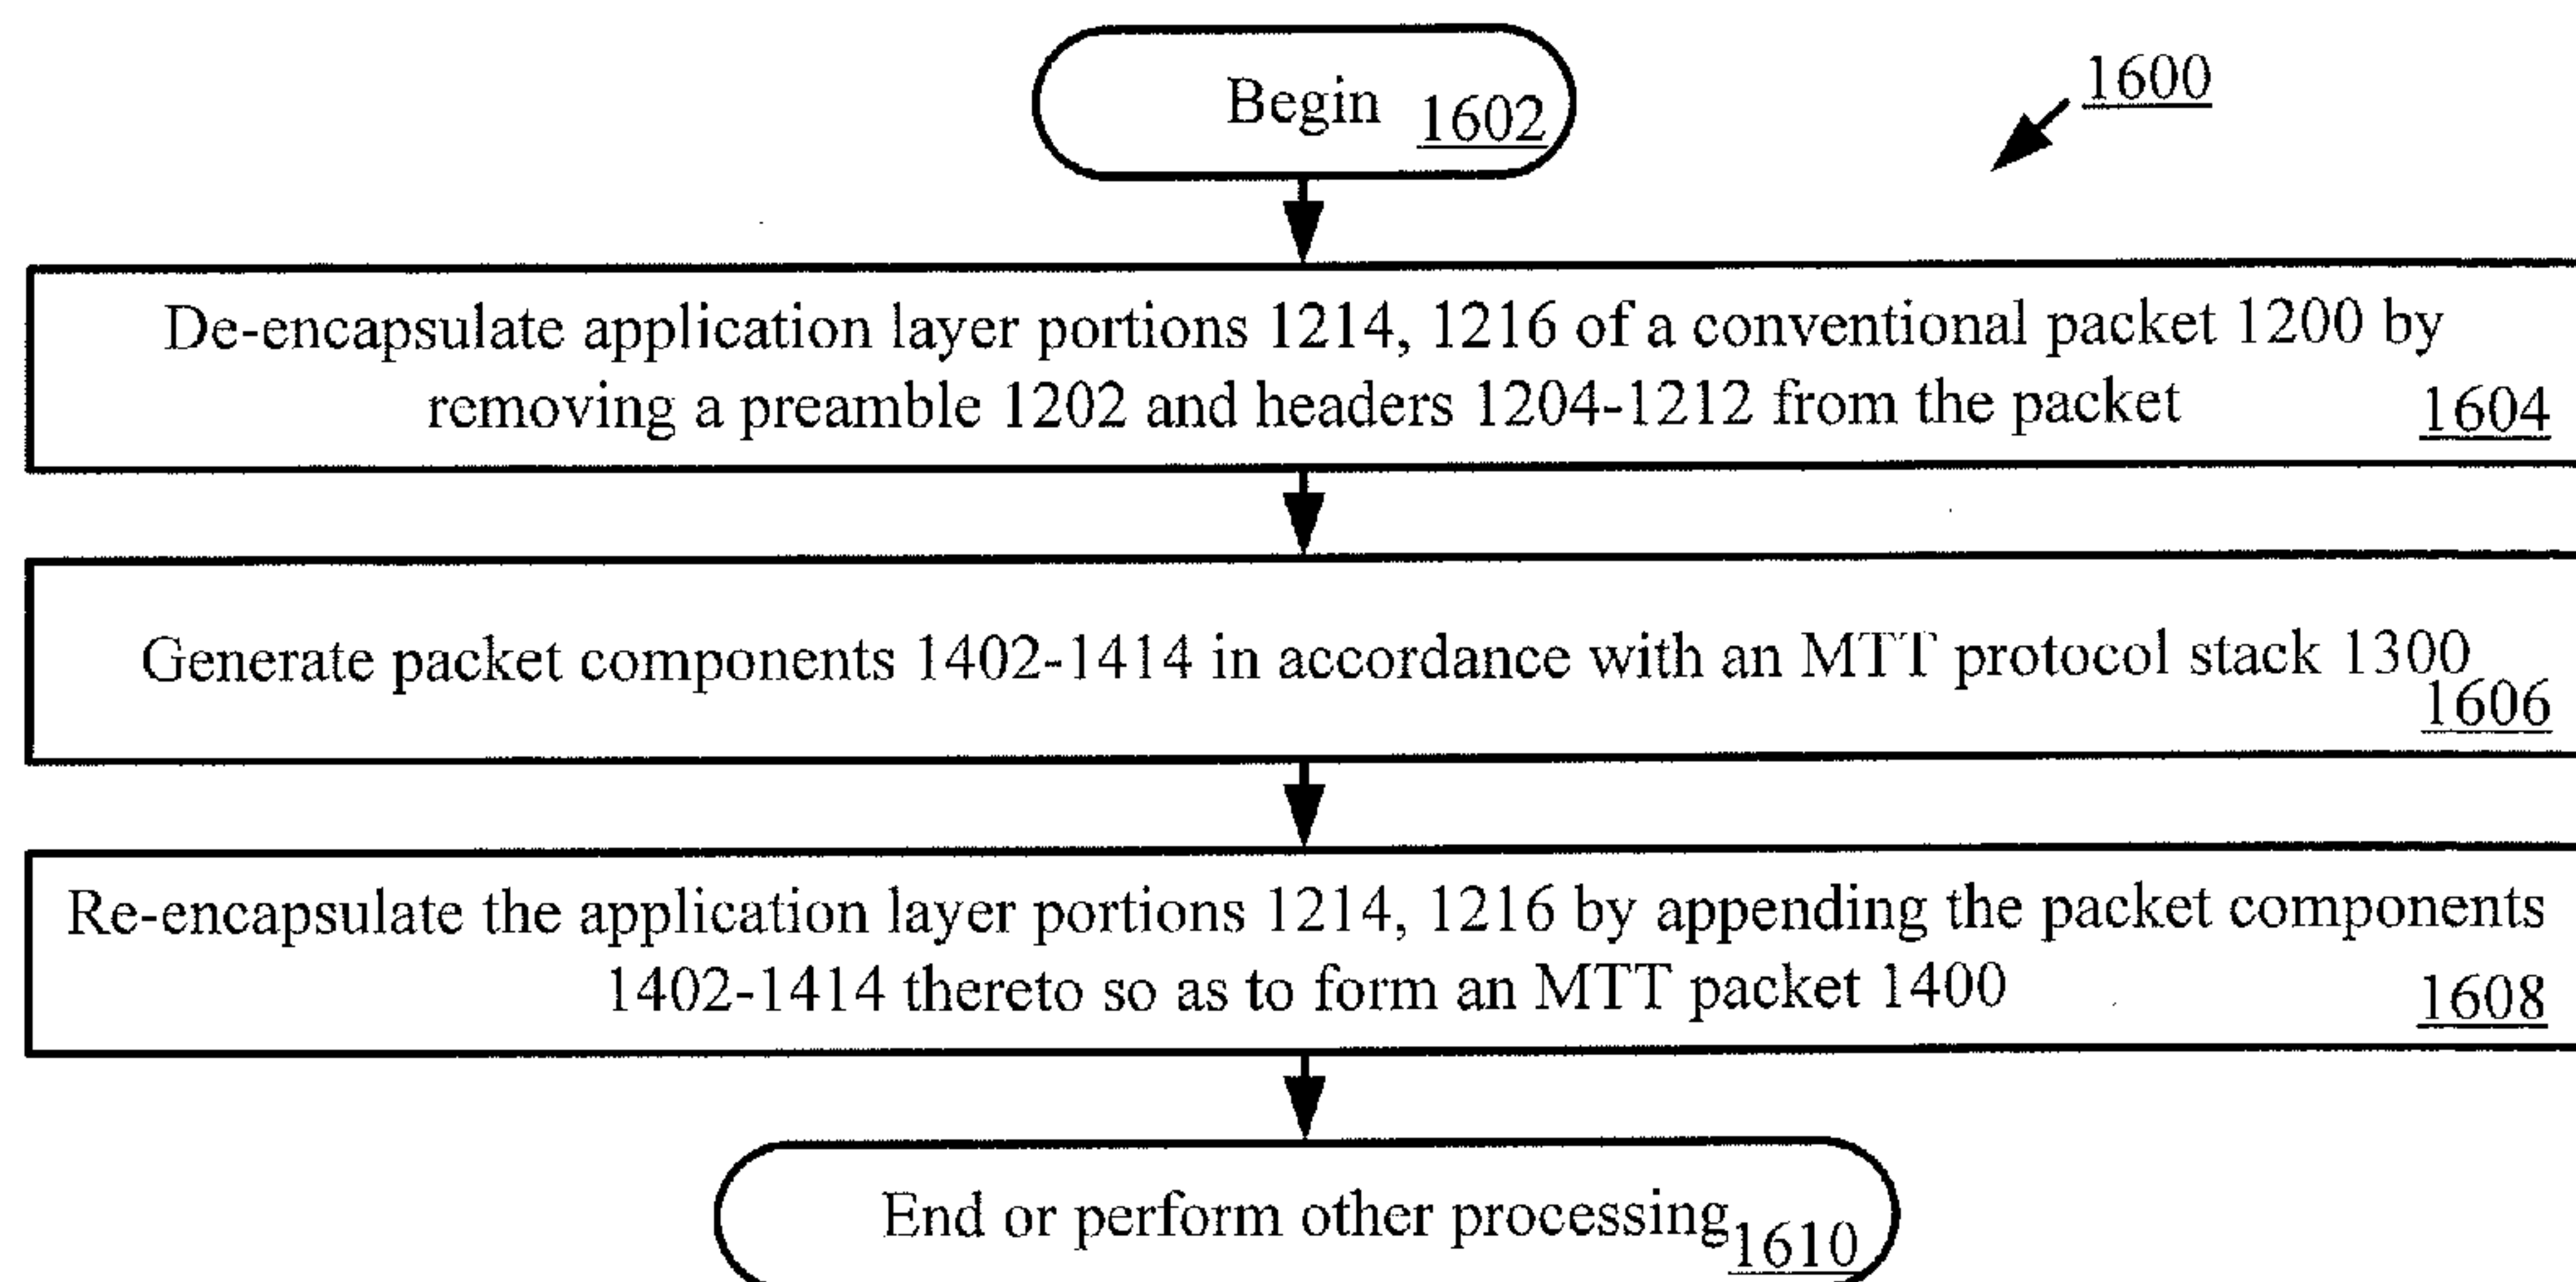 Begin 1602
1600
De-encapsulate application layer portions 1214, 1216 of a conventional packet 1200 by
removing a preamble 1202 and headers 1204-1212 from the packet
1604
Generate packet components 1402-1414 in accordance with an MTT protocol stack 1300
1606
Re-encapsulate the application layer portions 1214, 1216 by appending the packet components
1402-1414 thereto so as to form an MTT packet 1400
1608
End or perform other processing
1610